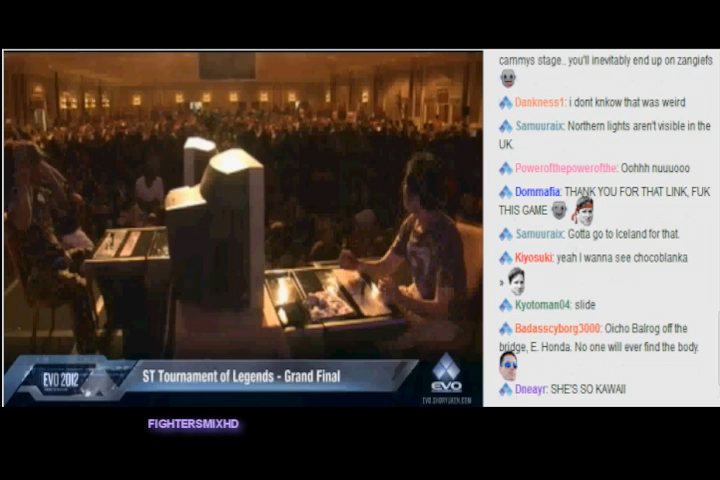 cammys stage.. you'll inevitably end up on zangiefs
Dankness1: i dont knkow that was weird
Samuuraix: Northern lights aren't visible in the
UK.
Powerofthepowerofthe: Oohhh nuuuooo
Dommafia: THANK YOU FOR THAT LINK, FUK
THIS GAME
Samuuraix: Gotta go to Iceland for that.
Kiyosuki: yeah I wanna see chocoblanka
»
Kyotoman04: slide
Badasscyborg3000: Oicho Balrog off the
bridge, E. Honda. No one will ever find the body.
Dneayr: SHE'S SO KAWAII
EVO 2012
ST Tournament of Legends - Grand Final
EVO
EVO.SHORYUKEN.COM
FIGHTERSMIXHD